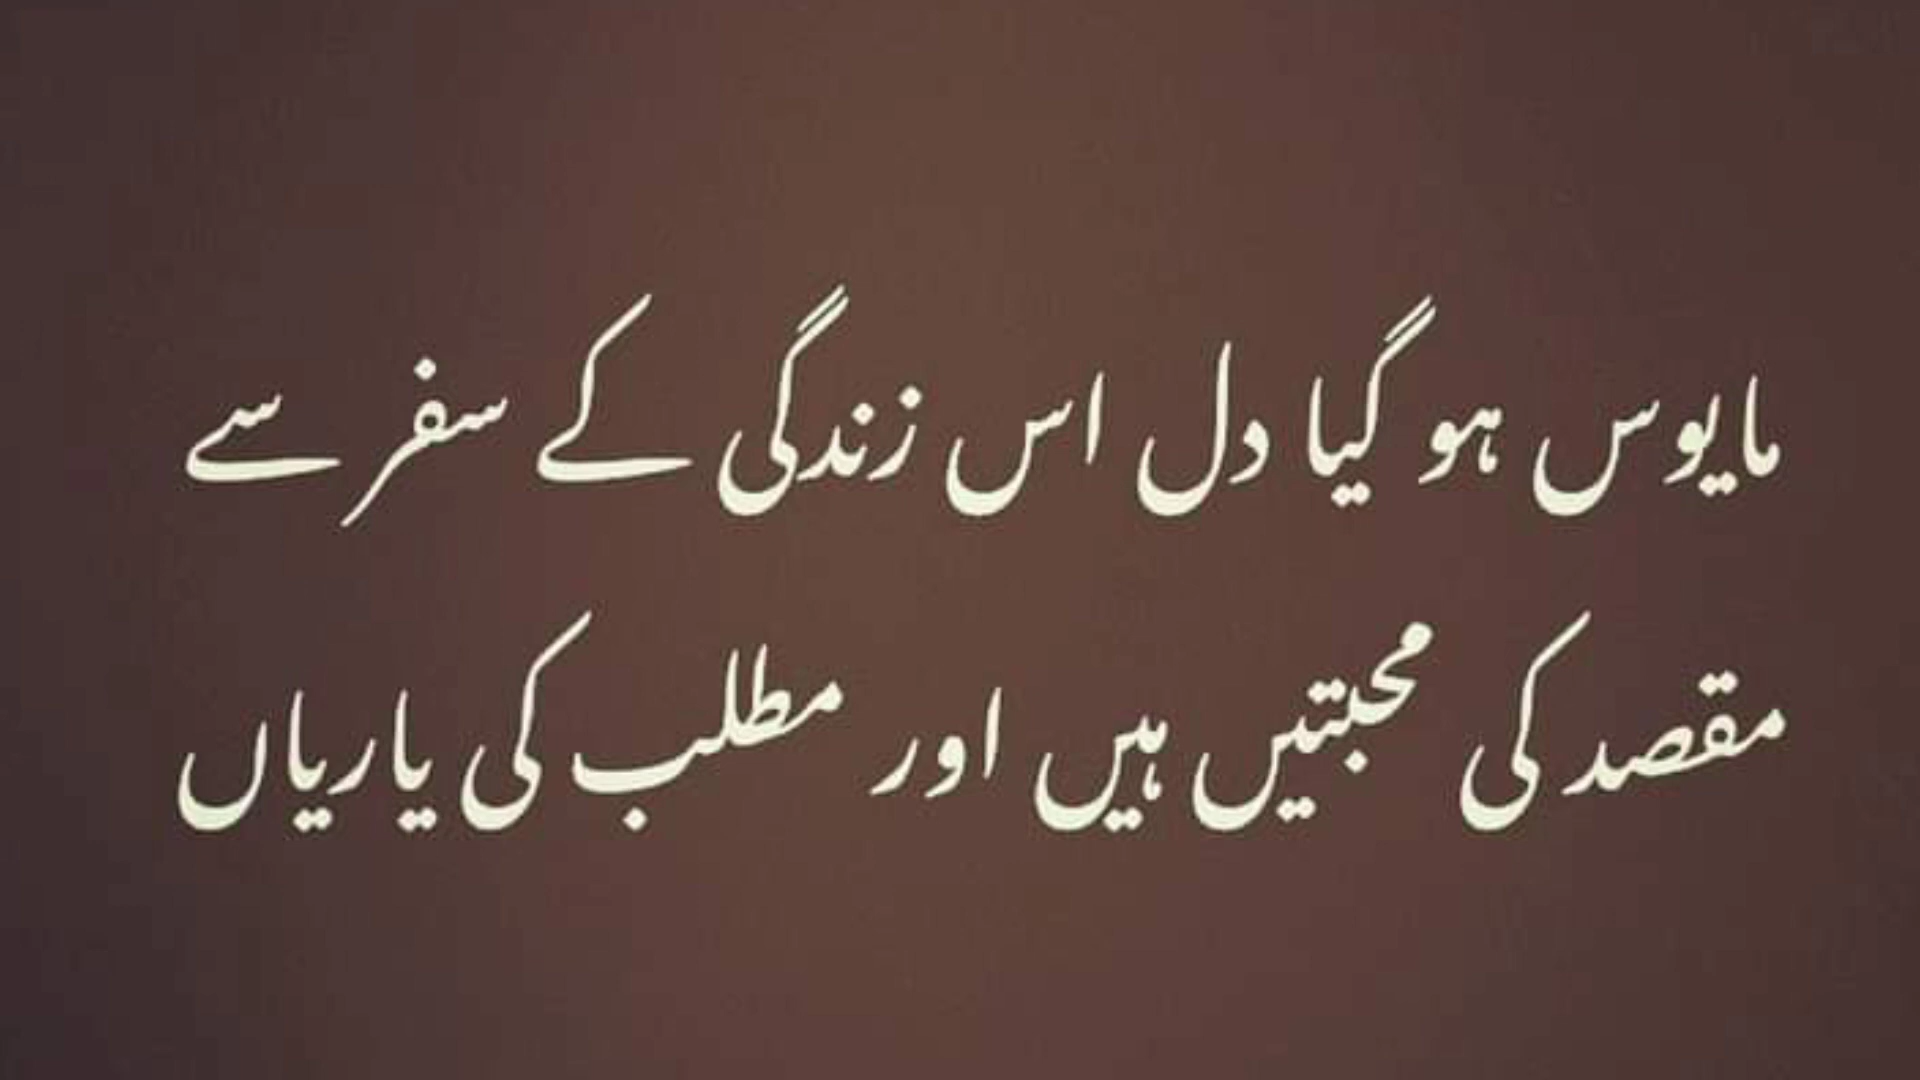 مایوس ہو گیا دل اس زندگی کے سفر سے
مقصد کی محبتیں ہیں اور مطلب کی یاریاں